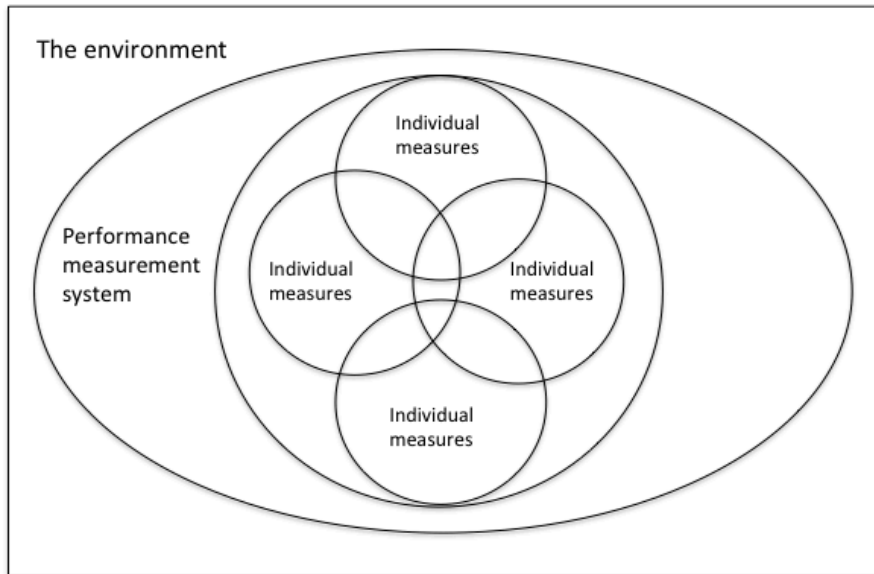 The environment
Individual
measures
Performance
measurement
system
Individual
measures
Individual
measures
Individual
measures